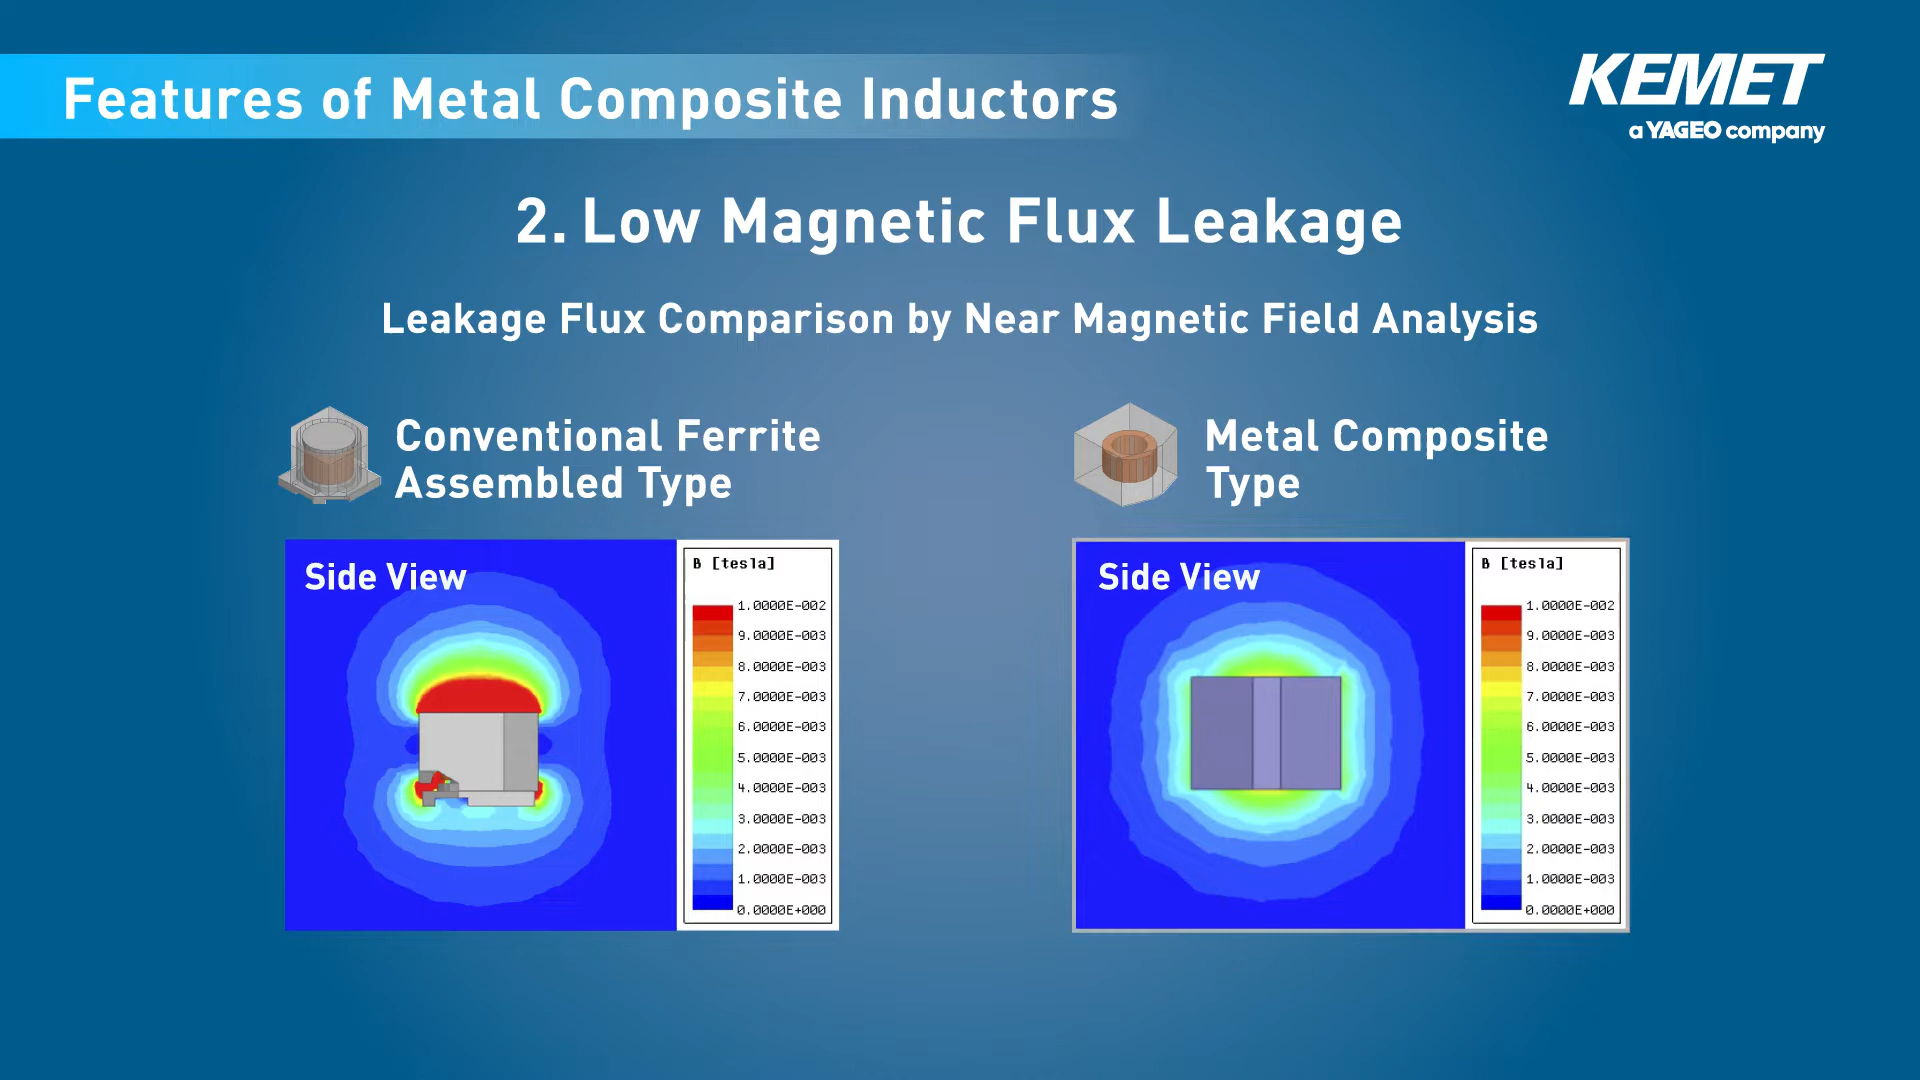 Features of Metal Composite Inductors
KEMET
a YAGEO company
2. Low Magnetic Flux Leakage
Leakage Flux Comparison by Near Magnetic Field Analysis
Conventional Ferrite
Assembled Type
Side View
B [tesla]
1.0000E-002
9.0000E-003
8.0000E-003
7.0000E-003
6.0000E-003
5.0000E-003
4.0000E-003
3.0000E-003
2.0000E-003
1.0000E-003
0.0000E+000
Metal Composite
Type
Side View
B [tesla]
1.0000E-002
9.0000E-003
8.0000E-003
7.0000E-003
6.0000E-003
5.0000E-003
4.0000E-003
3.0000E-003
2.0000E-003
1.0000E-003
0.0000E+000